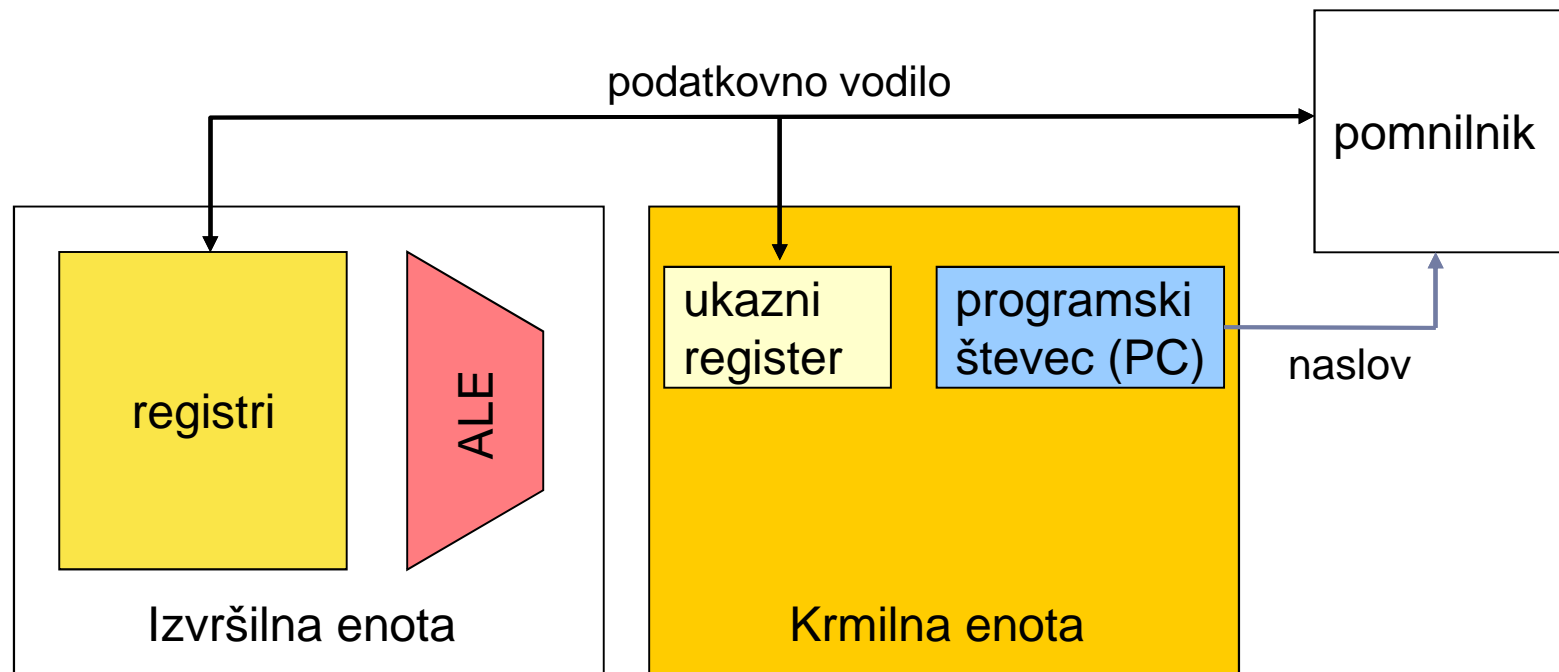 podatkovno vodilo
pomnilnik
registri
ALE
Izvršilna enota
ukazni
register
programski
števec (PC)
naslov
Krmilna enota